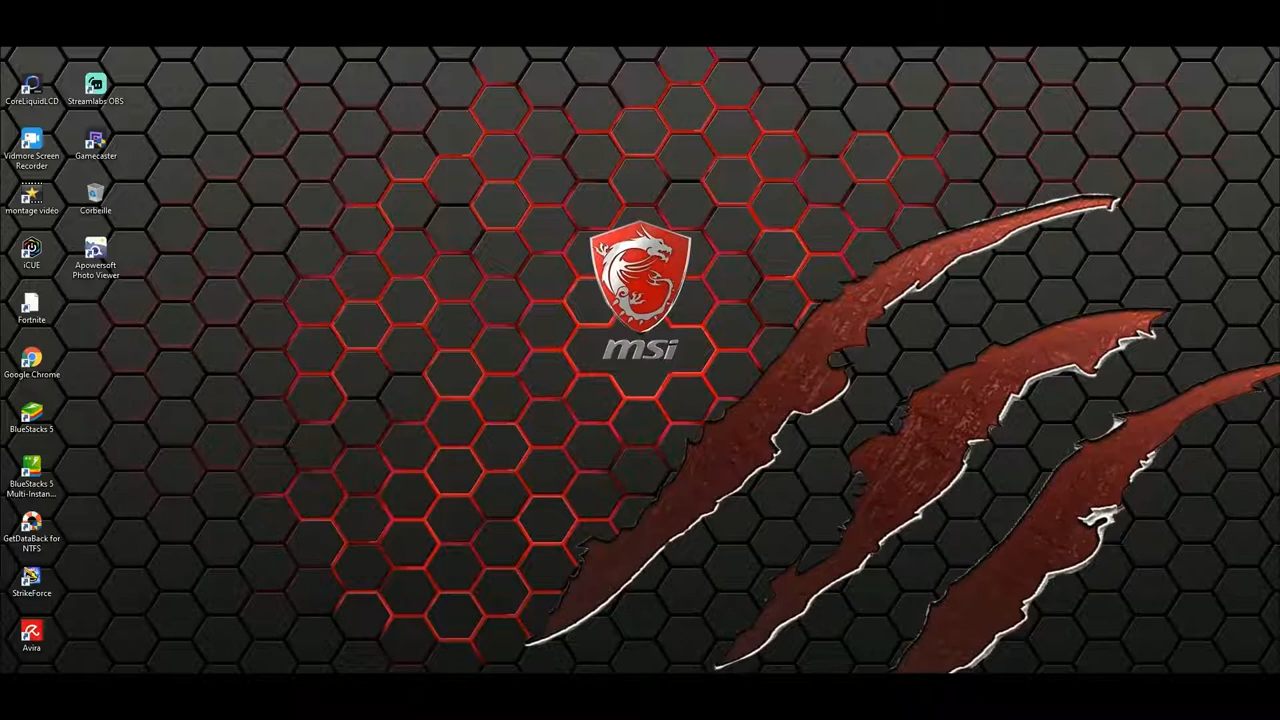 CoreLiquidLCD
Streamlabs OBS
Vidmore Screen
Recorder
Gamecaster
montage vidéo
Corbeille
iCUE
Apowersoft
Photo Viewer
Fortnite
Google Chrome
BlueStacks 5
BlueStacks 5
Multi-Instan...
GetDataBack for
NTFS
StrikeForce
Avira
msi